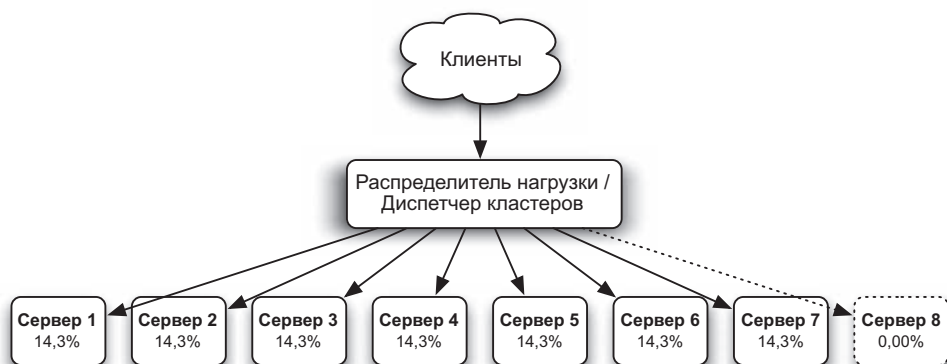 Клиенты
Распределитель нагрузки /
Диспетчер кластеров
Сервер 1
14,3%
Сервер 2
14,3%
Сервер 3
14,3%
Сервер 4
14,3%
Сервер 5
14,3%
Сервер 6
14,3%
Сервер 7
14,3%
Сервер 8
0,00%